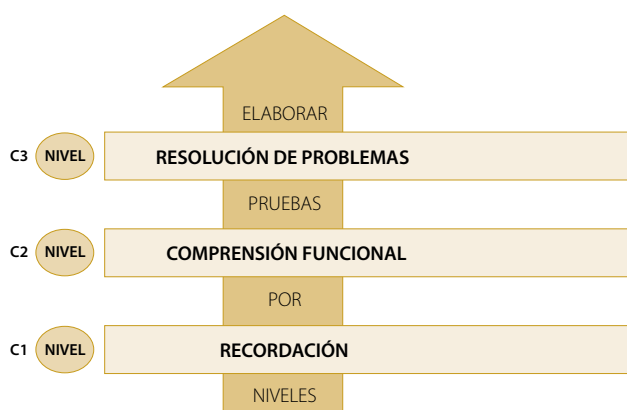 ELABORAR
C3 NIVEL RESOLUCIÓN DE PROBLEMAS
PRUEBAS
C2 NIVEL COMPRENSIÓN FUNCIONAL
POR
C1 NIVEL RECORDACIÓN
NIVELES